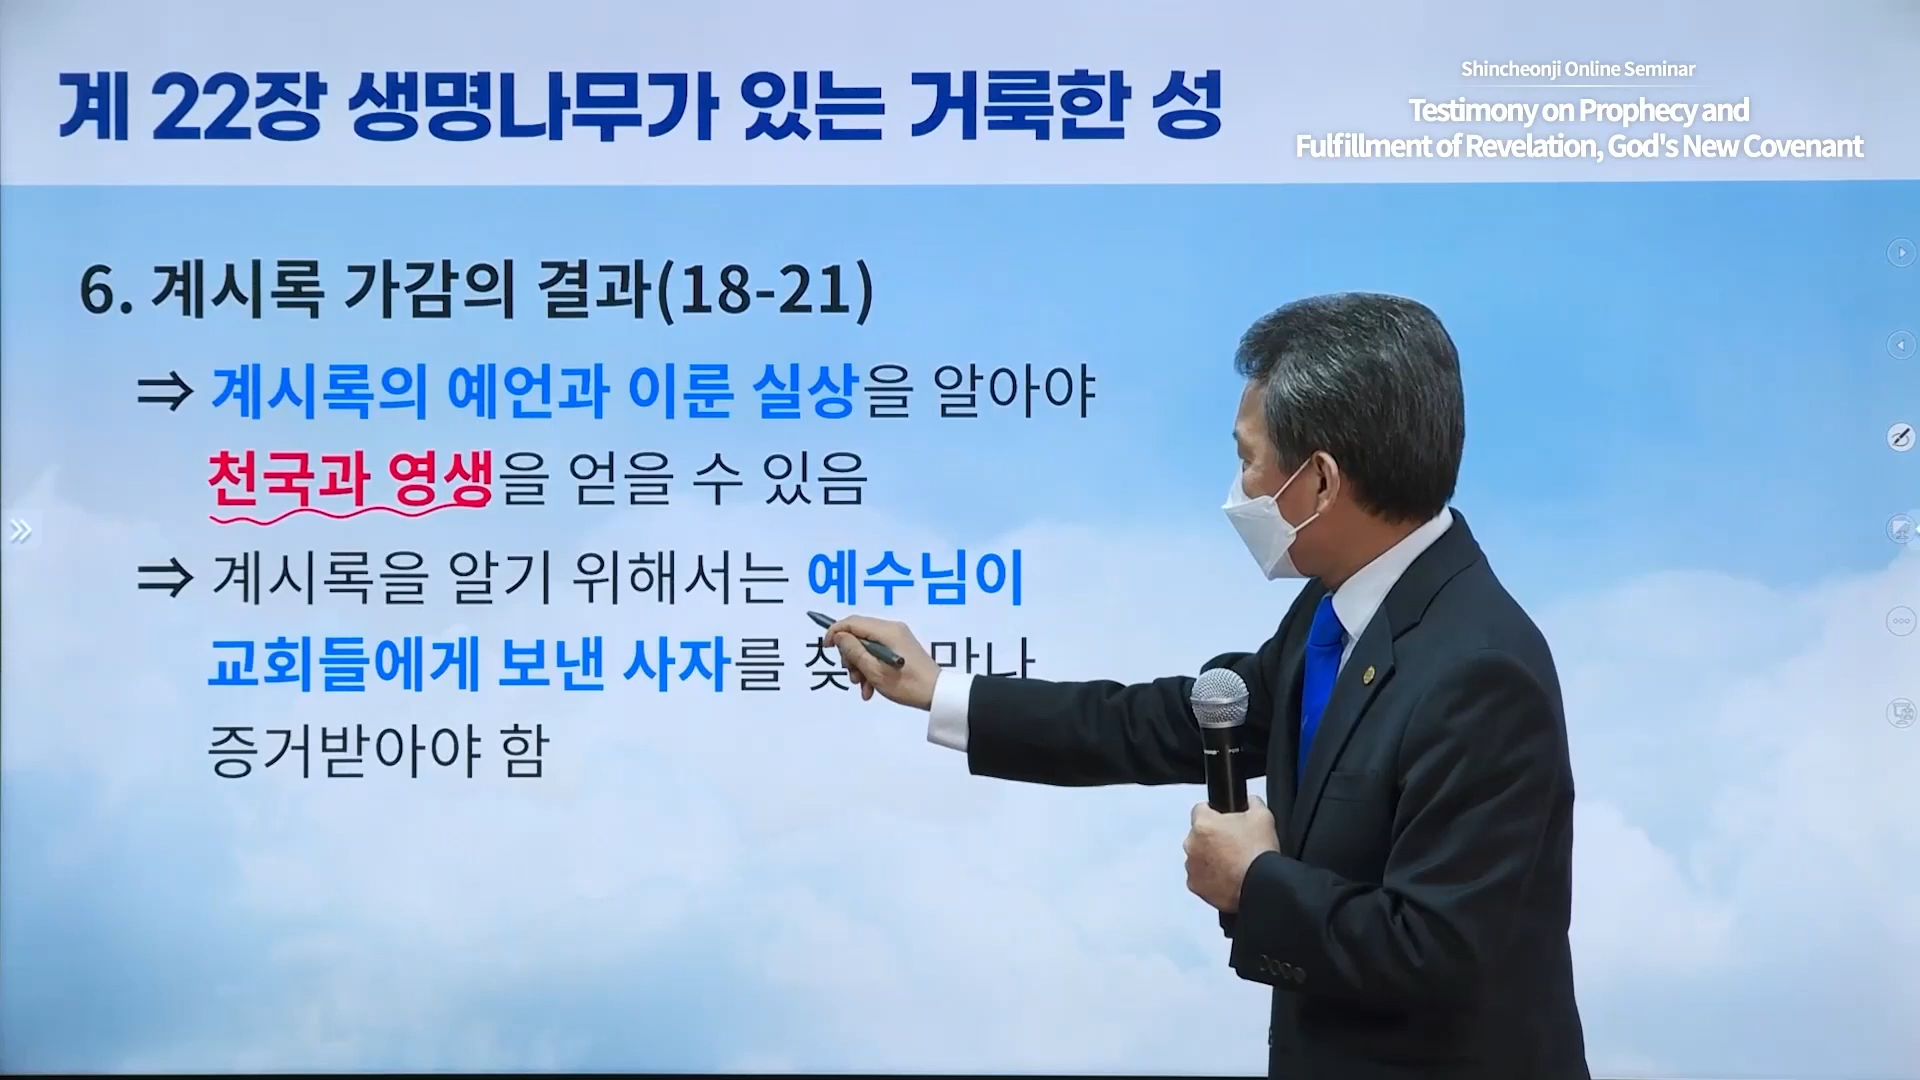 계 22장 생명나무가 있는 거룩한 성
Shincheonji Online Seminar
Testimony on Prophecy and
Fulfillment of Revelation, God's New Covenant
6. 계시록 가감의 결과(18-21)
⇒ 계시록의 예언과 이룬 실상을 알아야
천국과 영생을 얻을 수 있음
⇒ 계시록을 알기 위해서는 예수님이
교회들에게 보낸 사자를
증거받아야 함